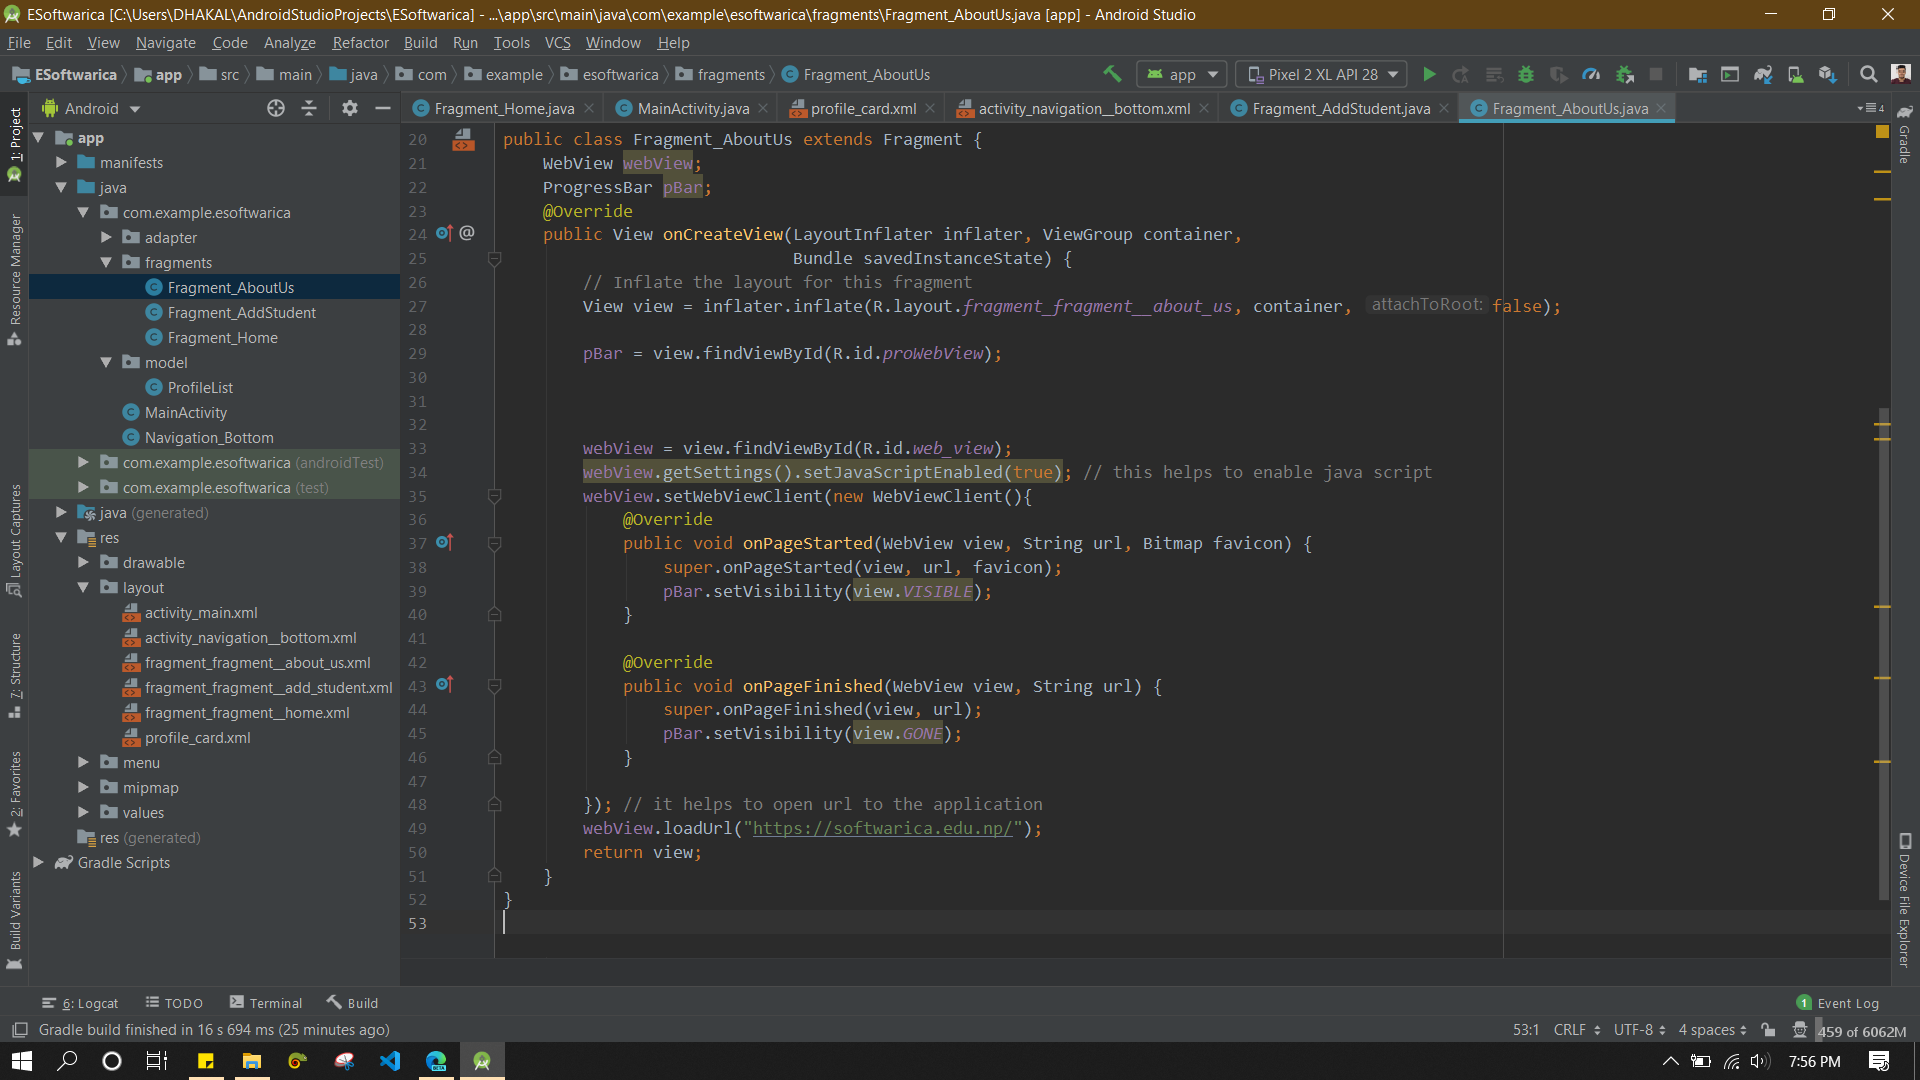 ESoftwarica [C:\Users\DHAKAL\AndroidStudioProjects\ESoftwarica] - ...\app\src\main\java\com\example\esoftwarica\fragments\Fragment_AboutUs.java [app] - Android Studio
File Edit View Navigate Code Analyze Refactor Build Run Tools VCS Window Help
ESoftwarica app src main java com example esoftwarica fragments Fragment_AboutUs app Pixel 2 XL API 28
Android Fragment_Home.java MainActivity.java profile_card.xml activity_navigation__bottom.xml Fragment_AddStudent.java Fragment_AboutUs.java 4
1: Project
Resource Manager
Layout Captures
7: Structure
2: Favorites
Build Variants
app
manifests
java
com.example.esoftwarica
adapter
fragments
Fragment_AboutUs
Fragment_AddStudent
Fragment_Home
model
ProfileList
MainActivity
Navigation_Bottom
com.example.esoftwarica (androidTest)
com.example.esoftwarica (test)
java (generated)
res
drawable
layout
activity_main.xml
activity_navigation__bottom.xml
fragment_fragment__about_us.xml
fragment_fragment__add_student.xml
fragment_fragment__home.xml
profile_card.xml
menu
mipmap
values
res (generated)
Gradle Scripts
20 public class Fragment_AboutUs extends Fragment {
21 WebView webView;
22 ProgressBar pBar;
23 @Override
24 @ public View onCreateView(LayoutInflater inflater, ViewGroup container,
25 Bundle savedInstanceState) {
26 // Inflate the layout for this fragment
27 View view = inflater.inflate(R.layout.fragment_fragment__about_us, container, attachToRoot: false);
28
29 pBar = view.findViewById(R.id.proWebView);
30
31
32
33 webView = view.findViewById(R.id.web_view);
34 webView.getSettings().setJavaScriptEnabled(true); // this helps to enable java script
35 webView.setWebViewClient(new WebViewClient(){
36 @Override
37 public void onPageStarted(WebView view, String url, Bitmap favicon) {
38 super.onPageStarted(view, url, favicon);
39 pBar.setVisibility(view.VISIBLE);
40 }
41
42 @Override
43 public void onPageFinished(WebView view, String url) {
44 super.onPageFinished(view, url);
45 pBar.setVisibility(view.GONE);
46 }
47
48 }); // it helps to open url to the application
49 webView.loadUrl("https://softwarica.edu.np/");
50 return view;
51 }
52 }
53
Gradle
Device File Explorer
6: Logcat TODO Terminal Build 1 Event Log
Gradle build finished in 16 s 694 ms (25 minutes ago) 53:1 CRLF UTF-8 4 spaces 459 of 6062M
BETA 7:56 PM